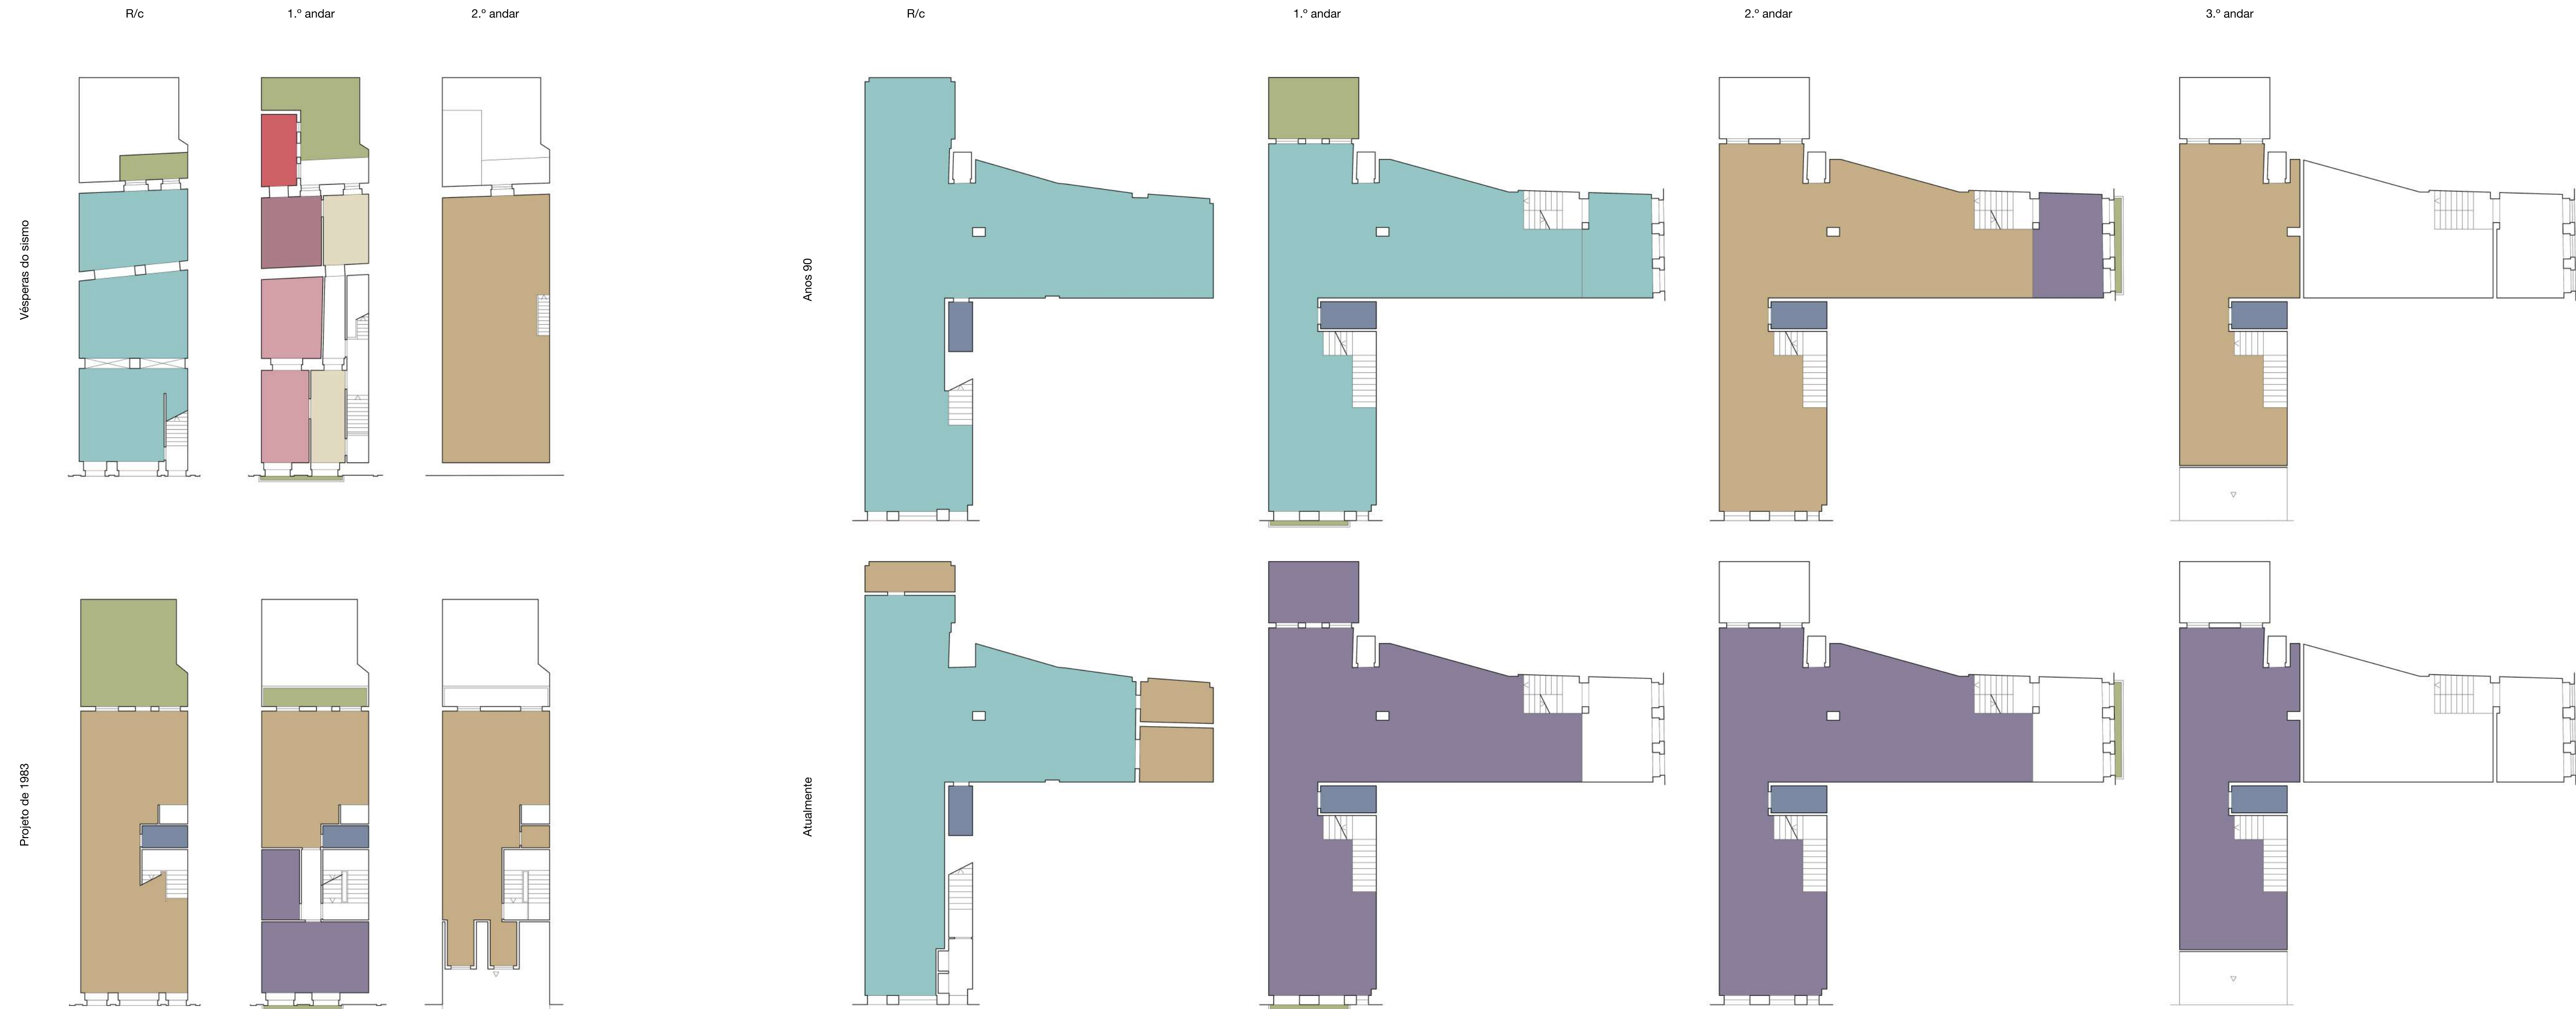 R/c
1.º andar
2.º andar
R/c
1.º andar
2.º andar
3.º andar
Vésperas do sismo
Anos 90
Projeto de 1983
Atualmente